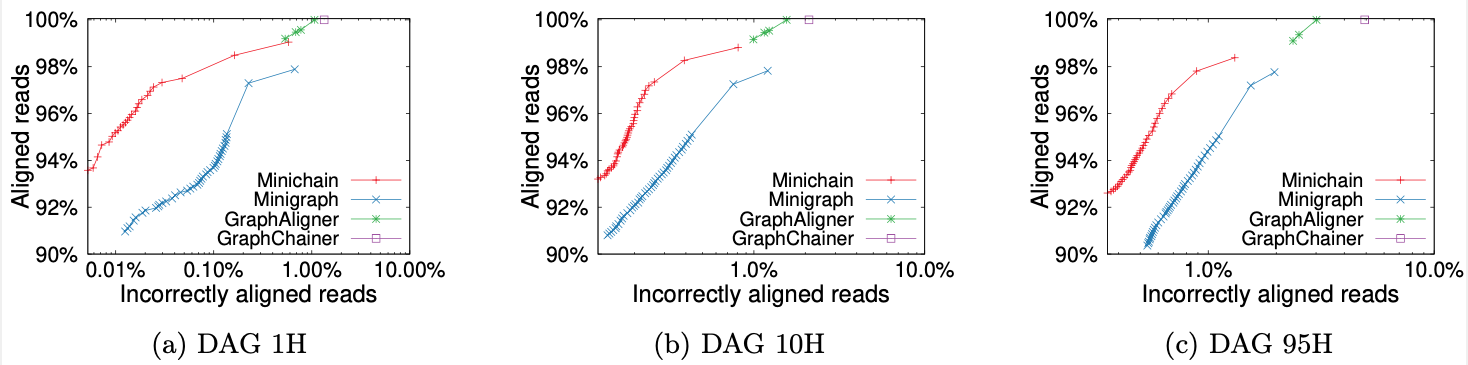 100%
98%
96%
94%
92%
90%
Aligned reads
Minichain
Minigraph
GraphAligner
GraphChainer
0.01% 0.10% 1.00% 10.00%
Incorrectly aligned reads
(a) DAG 1H
100%
98%
96%
94%
92%
90%
Aligned reads
Minichain
Minigraph
GraphAligner
GraphChainer
1.0% 10.0%
Incorrectly aligned reads
(b) DAG 10H
100%
98%
96%
94%
92%
90%
Aligned reads
Minichain
Minigraph
GraphAligner
GraphChainer
1.0% 10.0%
Incorrectly aligned reads
(c) DAG 95H